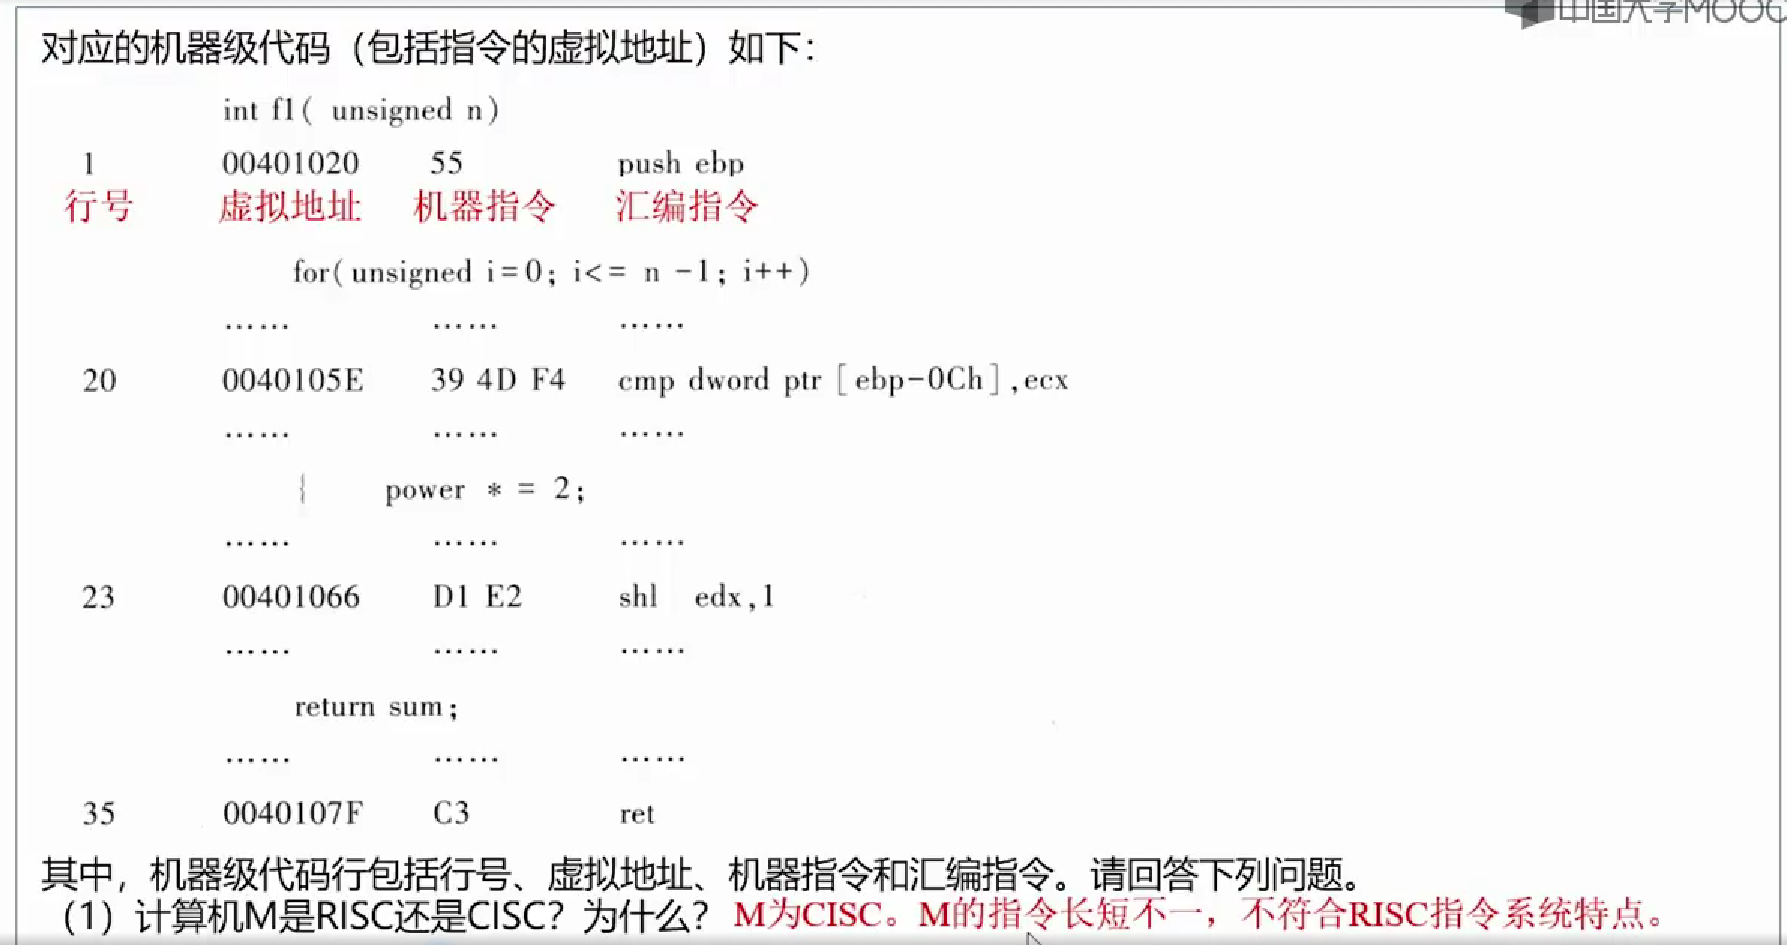 中国大学MOOC
对应的机器级代码（包括指令的虚拟地址）如下：
int f1( unsigned n)
1 00401020 55 push ebp
行号 虚拟地址 机器指令 汇编指令
for(unsigned i=0; i<= n -1; i++)
…… …… ……
20 0040105E 39 4D F4 cmp dword ptr [ebp-0Ch],ecx
…… …… ……
{ power * = 2;
…… …… ……
23 00401066 D1 E2 shl edx,1
…… …… ……
return sum;
…… …… ……
35 0040107F C3 ret
其中，机器级代码行包括行号、虚拟地址、机器指令和汇编指令。请回答下列问题。
（1）计算机M是RISC还是CISC？为什么？ M为CISC。M的指令长短不一，不符合RISC指令系统特点。